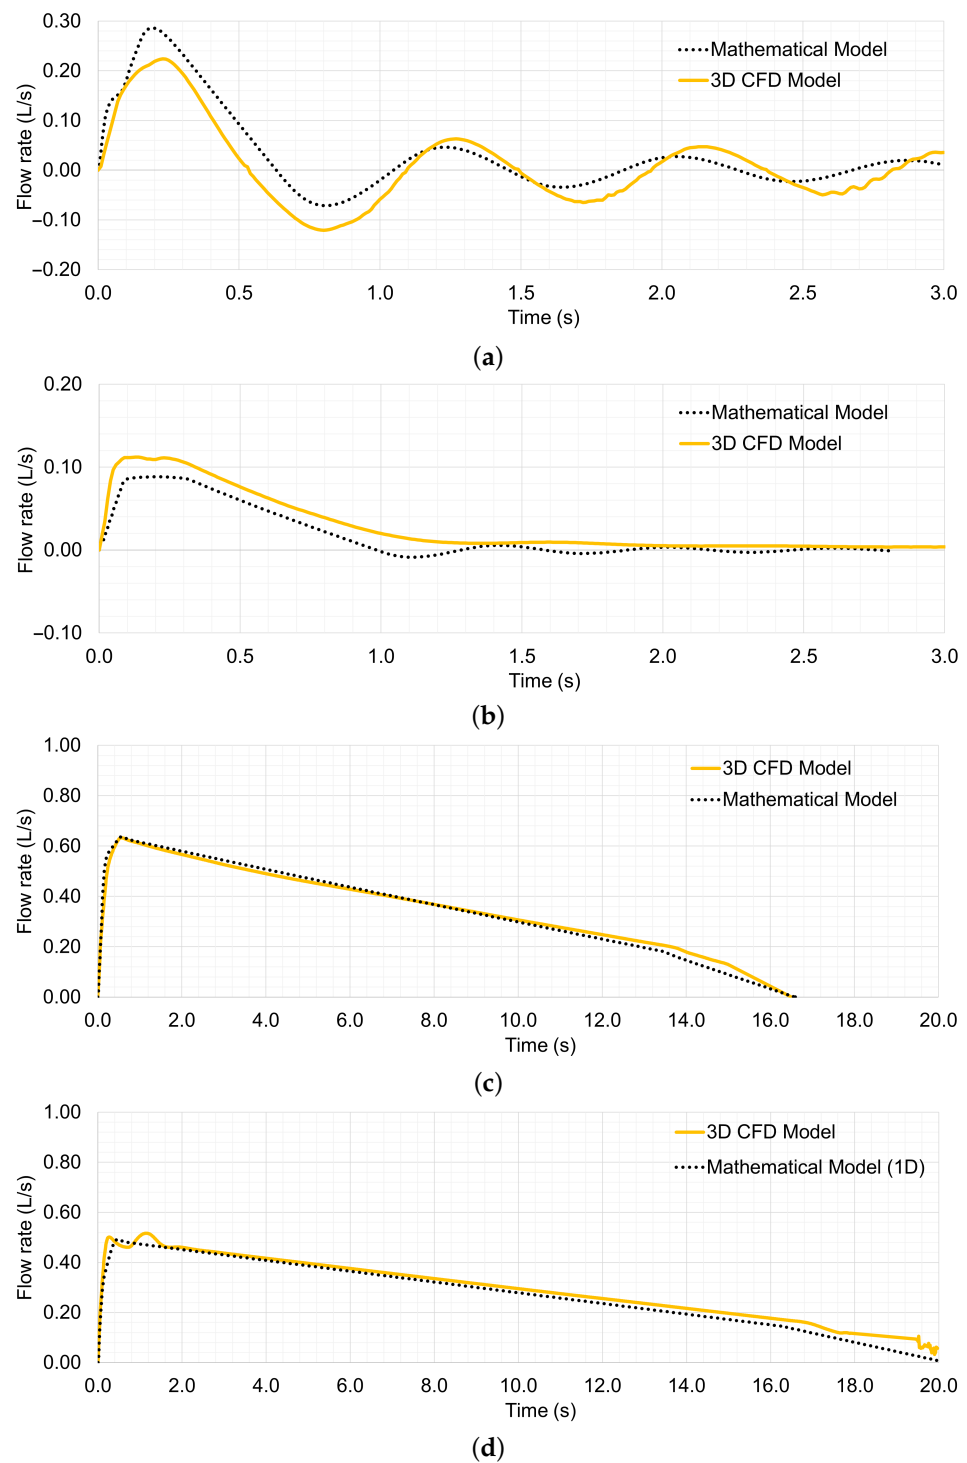 0.30
0.20
0.10
0.00
−0.10
−0.20
Flow rate (L/s)
Mathematical Model
3D CFD Model
0.0 0.5 1.0 1.5 2.0 2.5 3.0
Time (s)
(a)
0.20
0.10
0.00
−0.10
Flow rate (L/s)
Mathematical Model
3D CFD Model
0.0 0.5 1.0 1.5 2.0 2.5 3.0
Time (s)
(b)
1.00
0.80
0.60
0.40
0.20
0.00
Flow rate (L/s)
3D CFD Model
Mathematical Model
0.0 2.0 4.0 6.0 8.0 10.0 12.0 14.0 16.0 18.0 20.0
Time (s)
(c)
1.00
0.80
0.60
0.40
0.20
0.00
Flow rate (L/s)
3D CFD Model
Mathematical Model (1D)
0.0 2.0 4.0 6.0 8.0 10.0 12.0 14.0 16.0 18.0 20.0
Time (s)
(d)